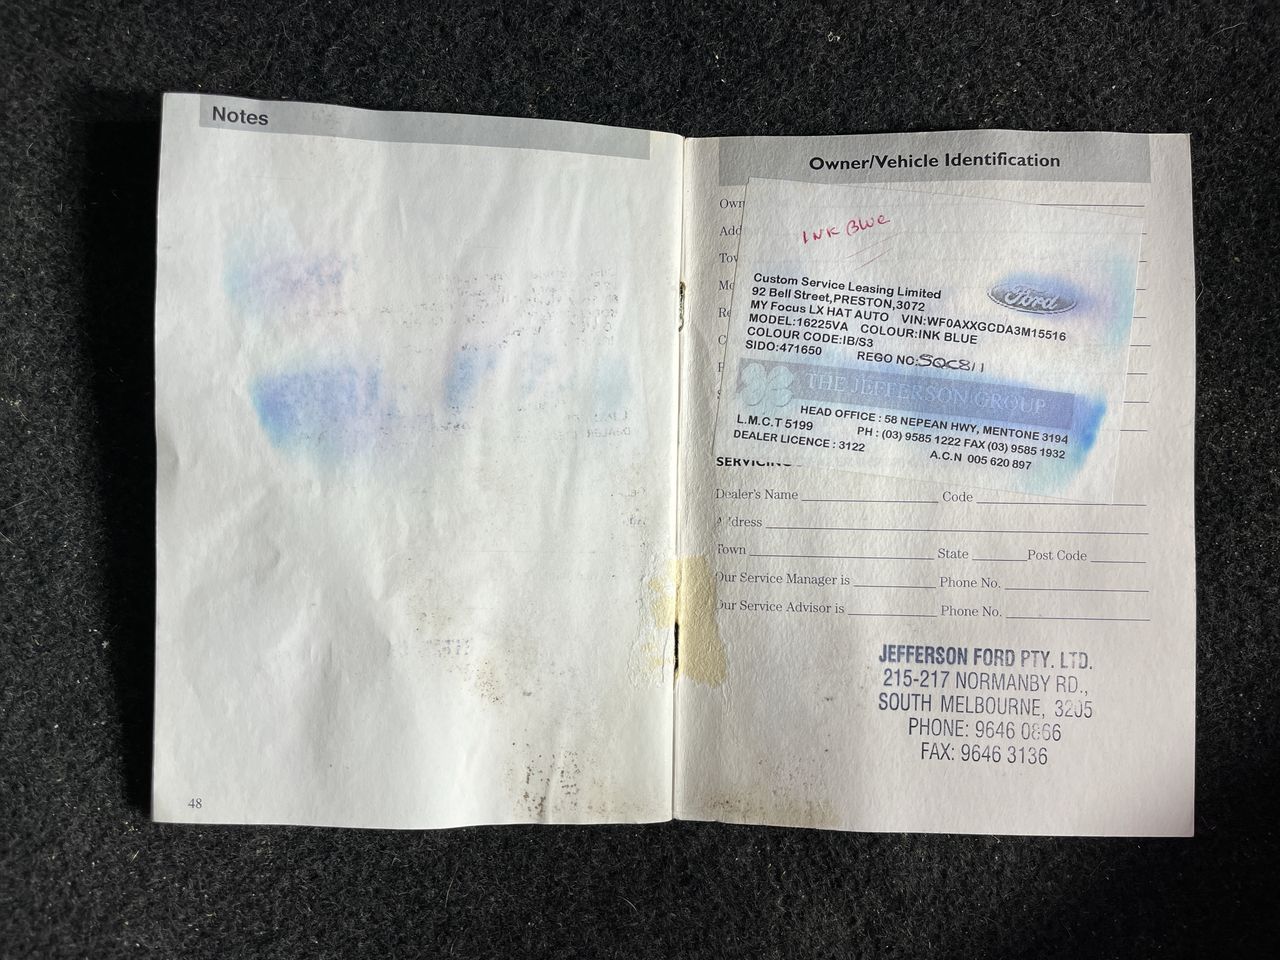 Notes
48
Owner/Vehicle Identification
INK BLUE
Custom Service Leasing Limited
92 Bell Street,PRESTON,3072
MY Focus LX HAT AUTO VIN:WF0AXXGCDA3M15516
MODEL:16225VA COLOUR:INK BLUE
COLOUR CODE:IB/S3
SIDO:471650 REGO NO:SQC811
Ford
THE JEFFERSON GROUP
HEAD OFFICE : 58 NEPEAN HWY, MENTONE 3194
L.M.C.T 5199 PH : (03) 9585 1222 FAX (03) 9585 1932
DEALER LICENCE : 3122 A.C.N 005 620 897
Dealer's Name Code
Address
Town State Post Code
Our Service Manager is Phone No.
Our Service Advisor is Phone No.
JEFFERSON FORD PTY. LTD.
215-217 NORMANBY RD.,
SOUTH MELBOURNE, 3205
PHONE: 9646 0866
FAX: 9646 3136